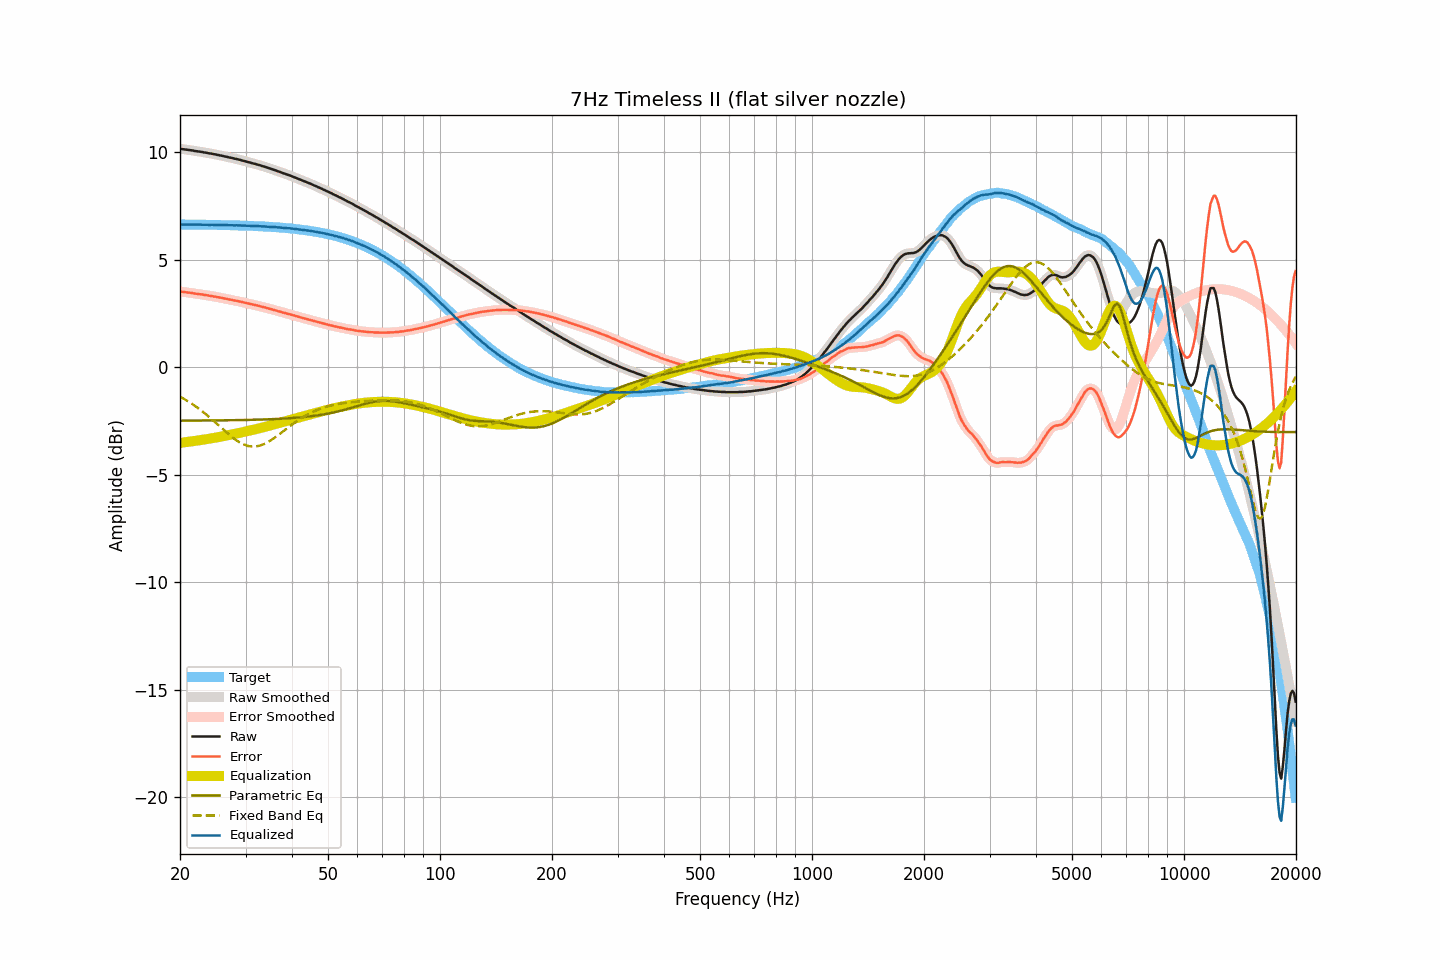 7Hz Timeless II (flat silver nozzle)
10
5
0
−5
−10
−15
−20
Amplitude (dBr)
Target
Raw Smoothed
Error Smoothed
Raw
Error
Equalization
Parametric Eq
Fixed Band Eq
Equalized
20 50 100 200 500 1000 2000 5000 10000 20000
Frequency (Hz)